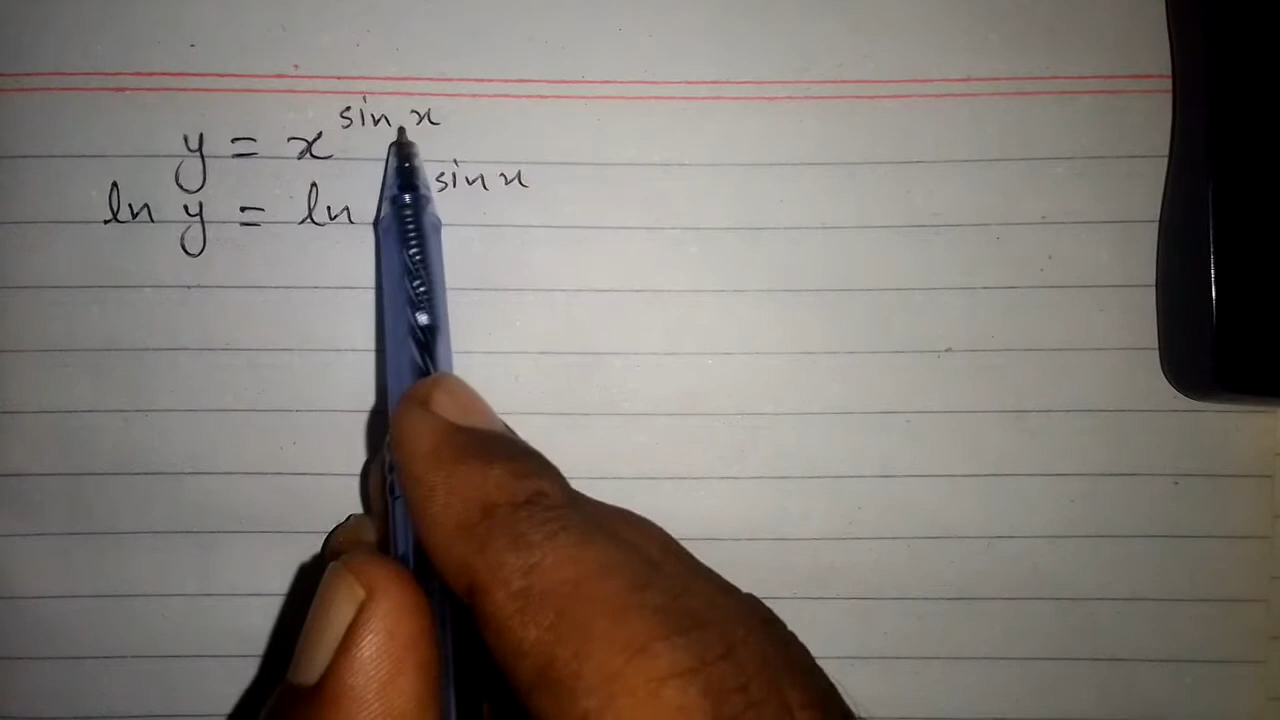 y = x^sin x
ln y = ln sin x